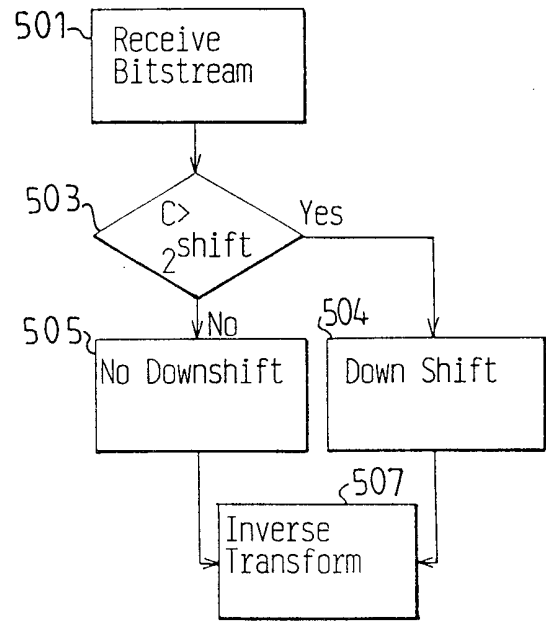 501
Receive
Bitstream
503
C>
2shift
Yes
No
505
No Downshift
504
Down Shift
507
Inverse
Transform